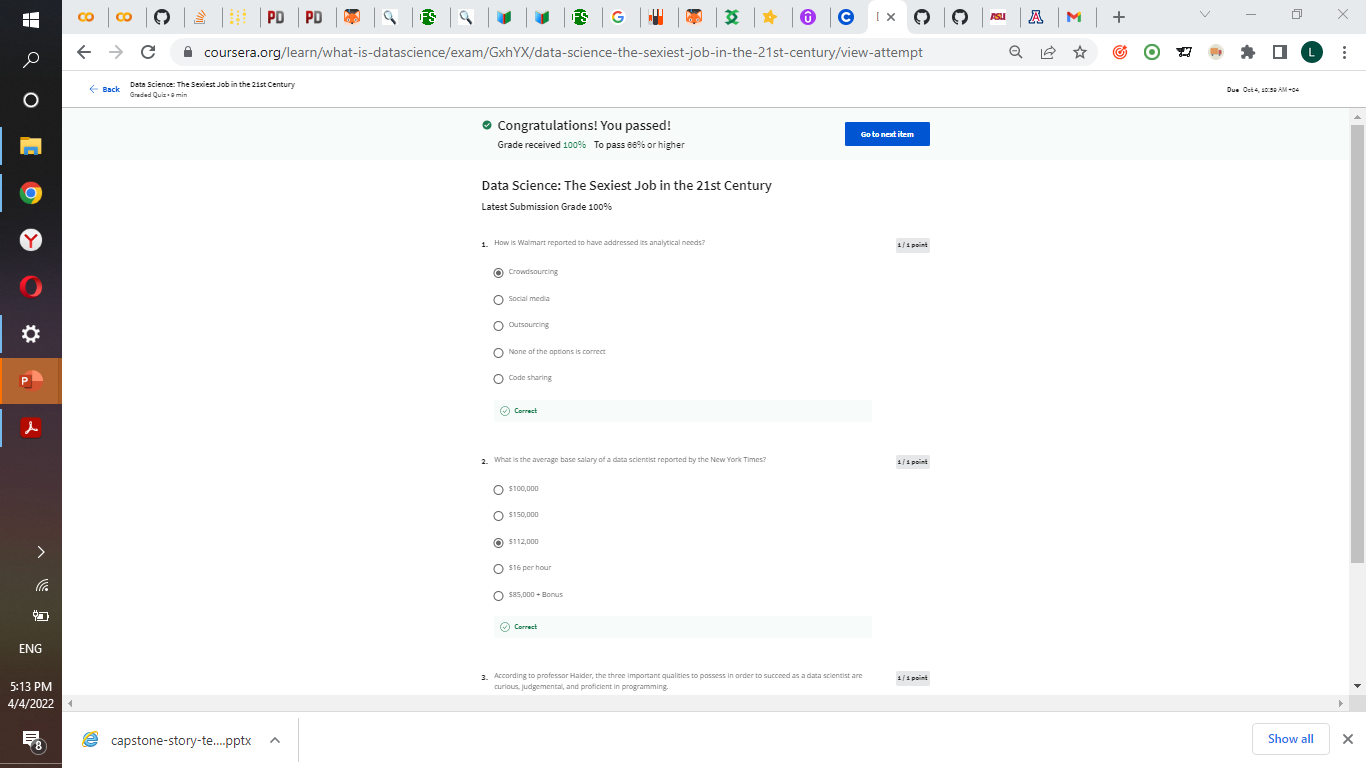 coursera.org/learn/what-is-datascience/exam/GxhYX/data-science-the-sexiest-job-in-the-21st-century/view-attempt
L
Back
Data Science: The Sexiest Job in the 21st Century
Graded Quiz • 9 min
Due Oct 4, 10:59 AM +04
Congratulations! You passed!
Grade received 100% To pass 66% or higher
Go to next item
Data Science: The Sexiest Job in the 21st Century
Latest Submission Grade 100%
1. How is Walmart reported to have addressed its analytical needs?
1 / 1 point
Crowdsourcing
Social media
Outsourcing
None of the options is correct
Code sharing
Correct
2. What is the average base salary of a data scientist reported by the New York Times?
1 / 1 point
$100,000
$150,000
$112,000
$16 per hour
$85,000 + Bonus
Correct
3. According to professor Haider, the three important qualities to possess in order to succeed as a data scientist are
curious, judgemental, and proficient in programming.
1 / 1 point
ENG
5:13 PM
4/4/2022
8
capstone-story-te....pptx
Show all